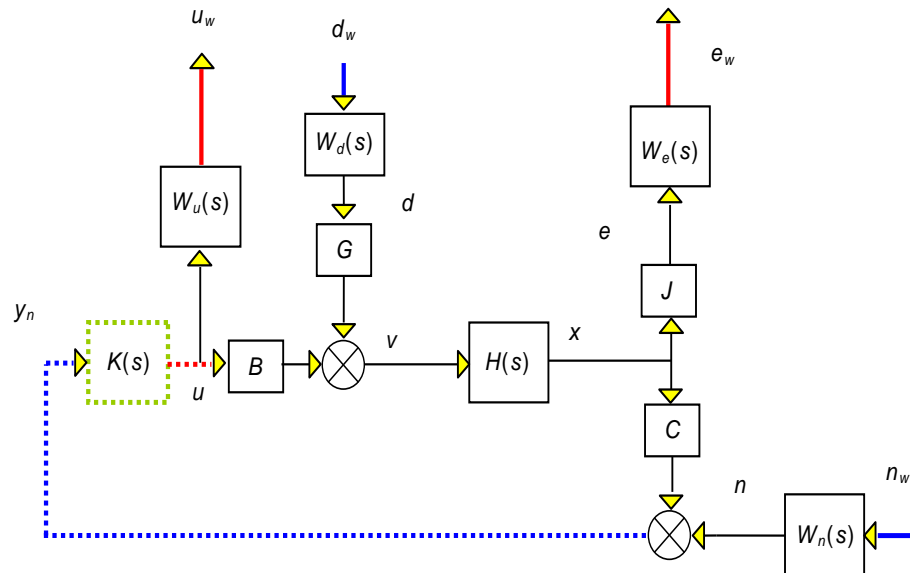 u_w
d_w
e_w
W_d(s)
W_e(s)
W_u(s)
d
e
G
J
y_n
v
x
K(s)
B
H(s)
u
C
n
n_w
W_n(s)